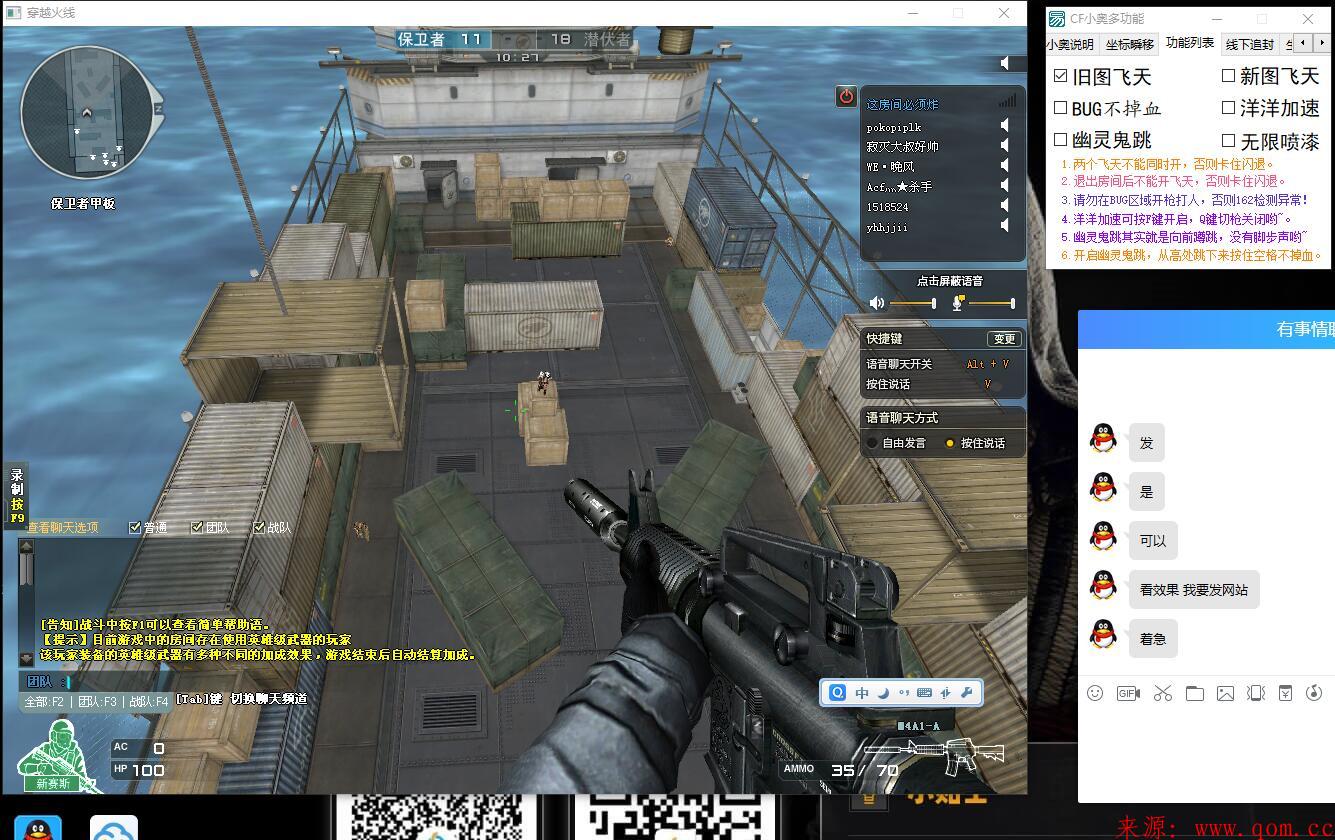 穿越火线
保卫者 11
18 潜伏者
10:27
保卫者甲板
这房间必须炸
pokopiplk
寂灭大叔好帅
WE·晚风
1518524
yhhjjii
点击屏蔽语音
快捷键
变更
语音聊天开关 Alt + V
按住说话 V
语音聊天方式
自由发言 按住说话
录制按F9
查看聊天选项 普通 团队 战队
[告知]战斗中按F1可以查看简单帮助语。
【提示】目前游戏中的房间存在使用英雄级武器的玩家
该玩家装备的英雄级武器有多种不同的加成效果，游戏结束后自动结算加成。
团队 :
全部:F2 | 团队:F3 | 战队:F4 [Tab]键 切换聊天频道
AC 0
HP 100
新赛斯
中
M4A1-A
AMMO 35/ 70
CF小奥多功能
小奥说明 坐标瞬移 功能列表 线下追封
旧图飞天 新图飞天
BUG不掉血 洋洋加速
幽灵鬼跳 无限喷漆
1.两个飞天不能同时开，否则卡住闪退。
2.退出房间后不能开飞天，否则卡住闪退。
3.请勿在BUG区域开枪打人，否则162检测异常!
4.洋洋加速可按F键开启，Q键切枪关闭哟~。
5.幽灵鬼跳其实就是向前蹲跳，没有脚步声哟~
6.开启幽灵鬼跳，从高处跳下来按住空格不掉血。
有事情
发
是
可以
看效果 我要发网站
着急
GIF
来源: www.qom.cc